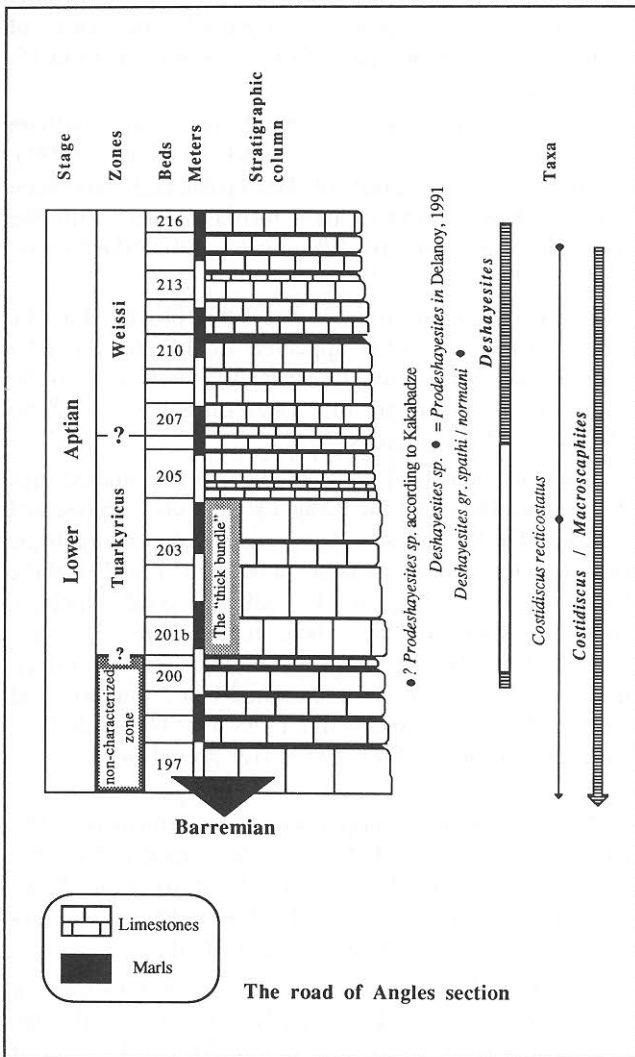 Stage
Zones
Beds
Meters
Stratigraphic
column
Taxa
Lower Aptian
Weissi
?
Tuarkyricus
?
non-characterized
zone
216
213
210
207
205
203
201b
200
197
The "thick bundle"
Barremian
? Prodeshayesites sp. according to Kakabadze
Deshayesites sp. = Prodeshayesites in Delanoy, 1991
Deshayesites gr. spathi / normani
Deshayesites
Costidiscus recticostatus
Costidiscus / Macroscaphites
Limestones
Marls
The road of Angles section